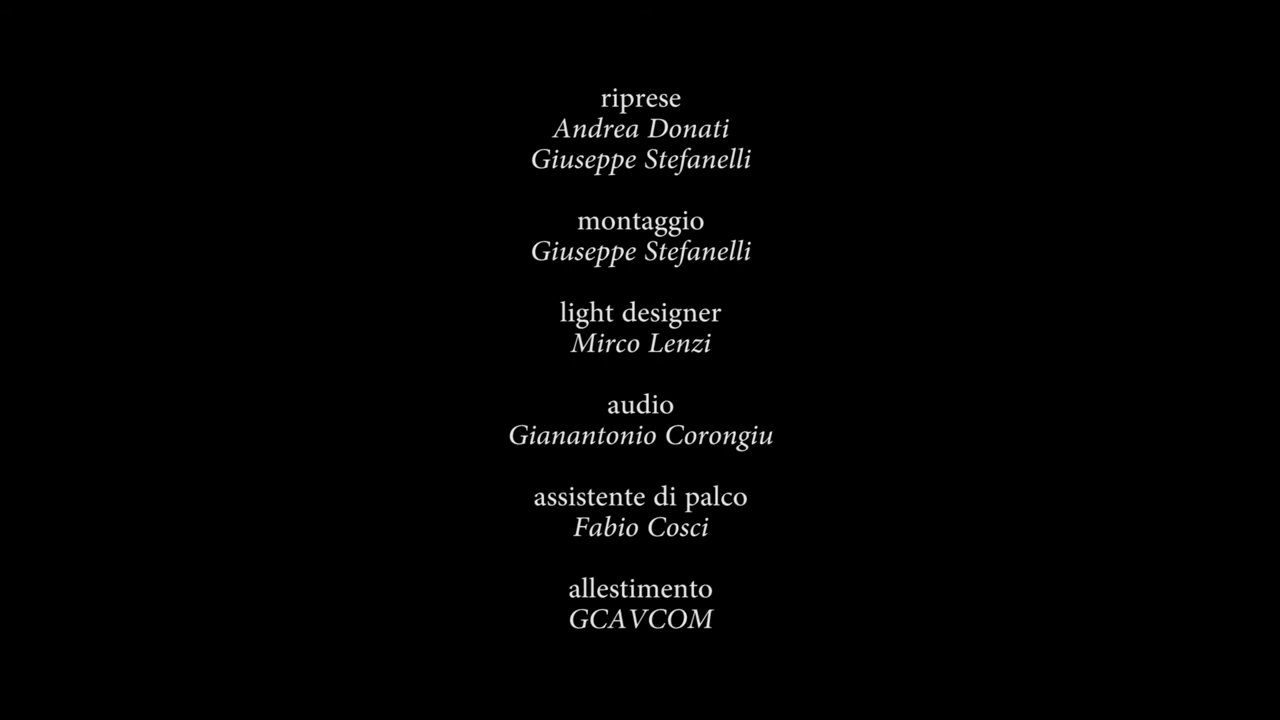 riprese
Andrea Donati
Giuseppe Stefanelli
montaggio
Giuseppe Stefanelli
light designer
Mirco Lenzi
audio
Gianantonio Corongiu
assistente di palco
Fabio Cosci
allestimento
GCAVCOM